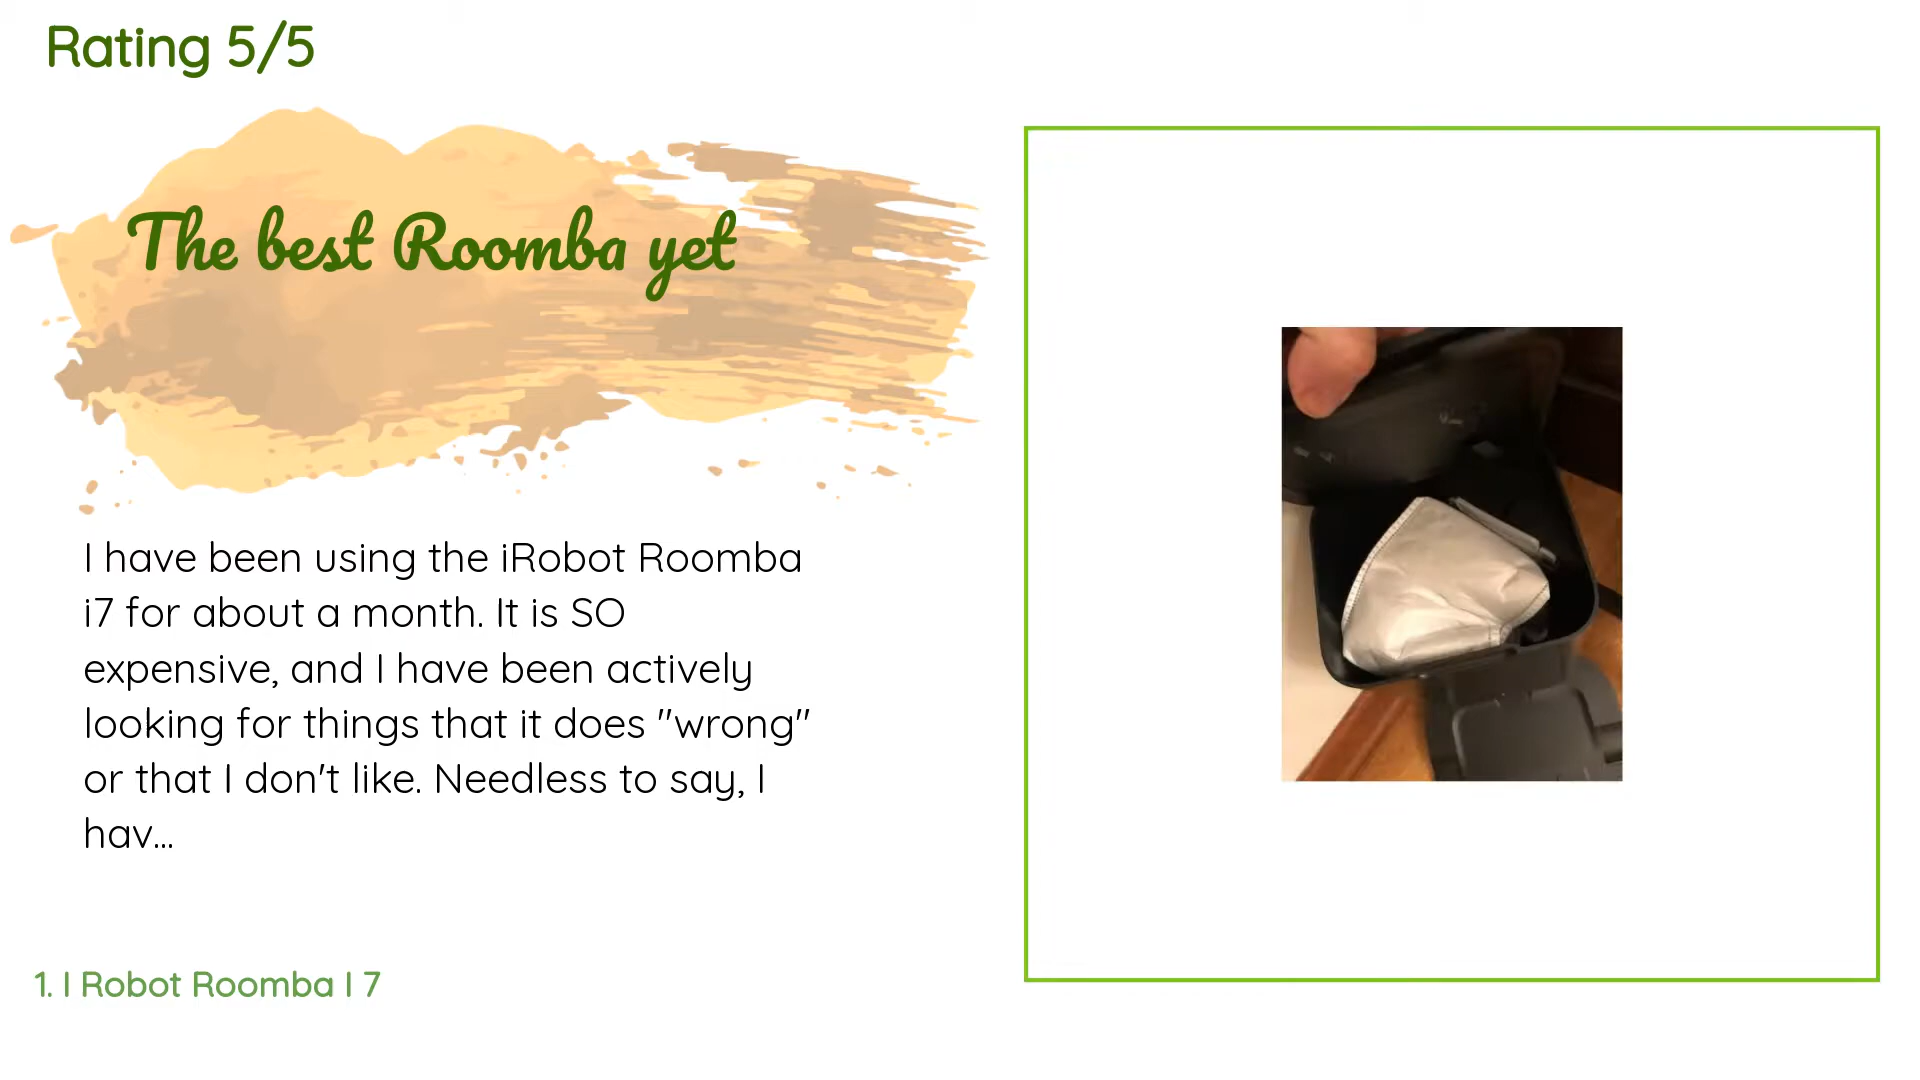 Rating 5/5
The best Roomba yet
I have been using the iRobot Roomba
i7 for about a month. It is SO
expensive, and I have been actively
looking for things that it does "wrong"
or that I don't like. Needless to say, I
hav...
1. I Robot Roomba I 7